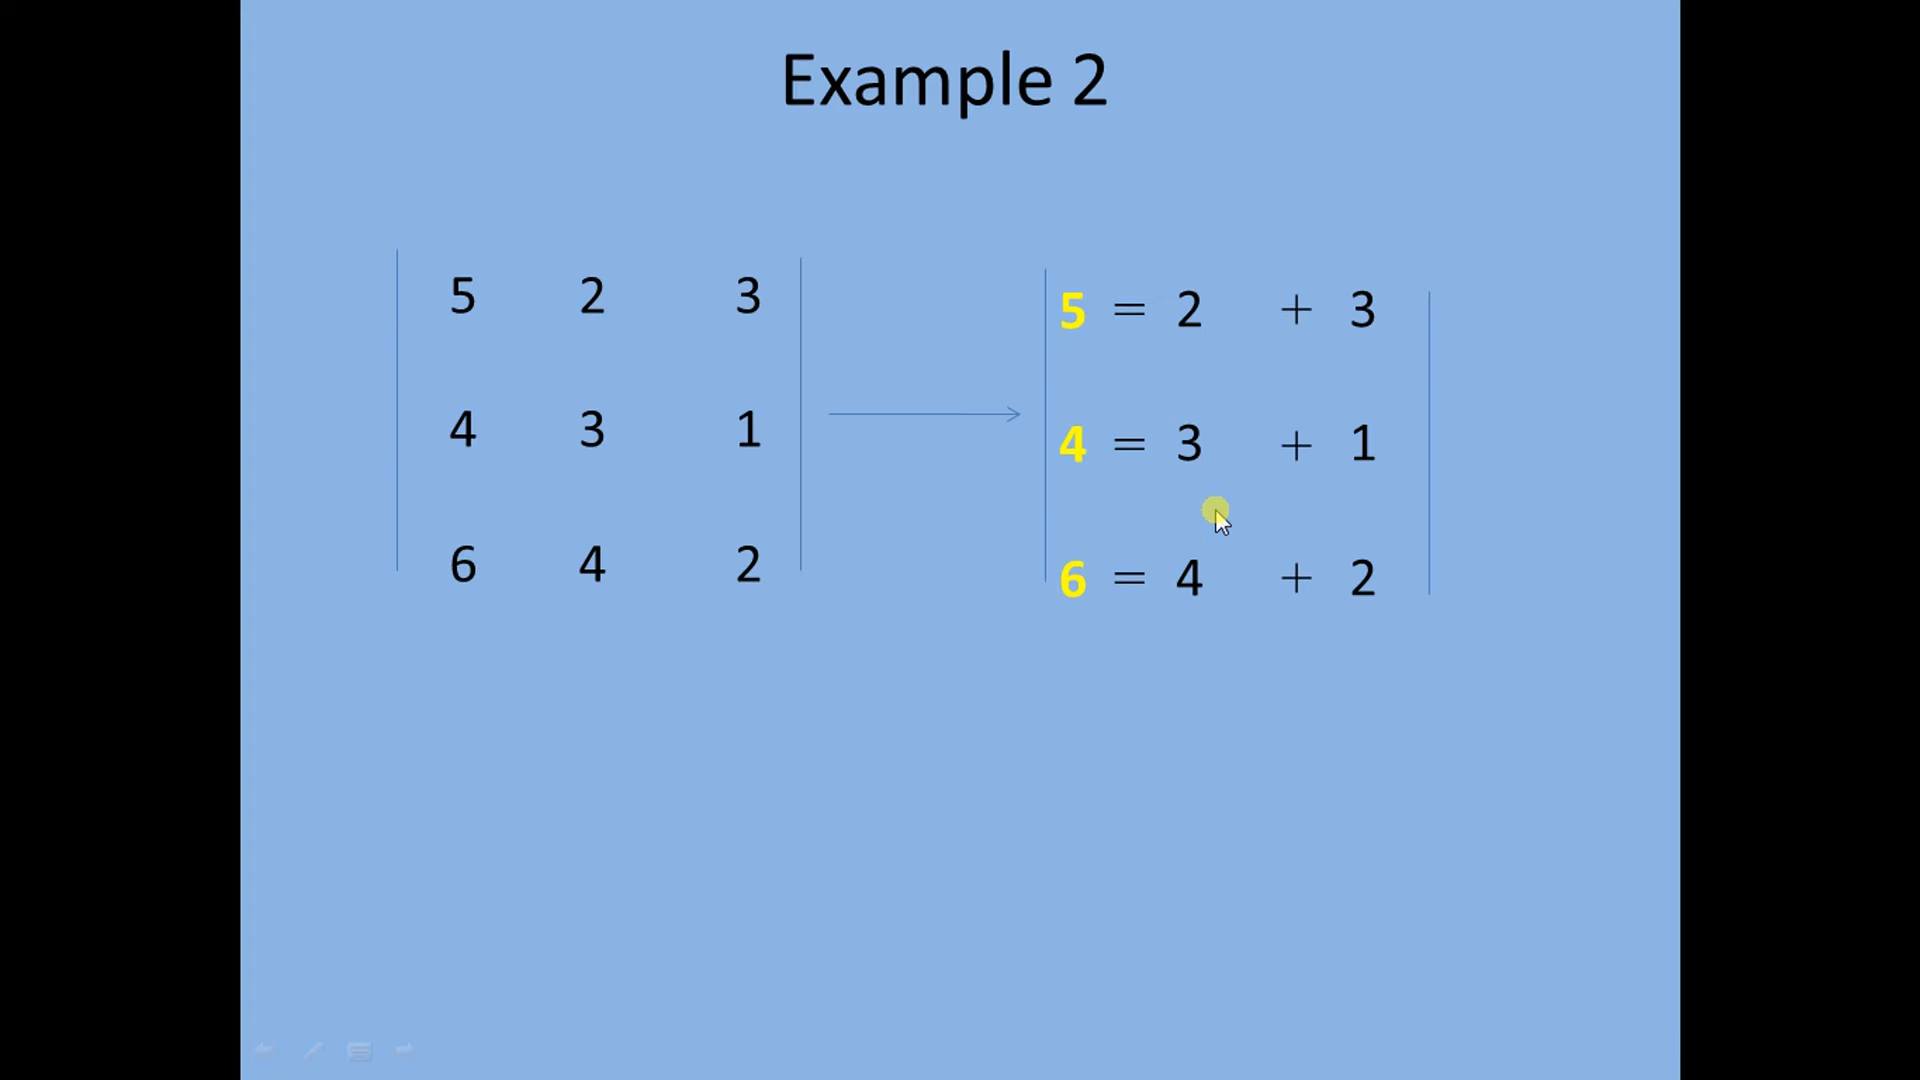 Example 2
5 2 3
4 3 1
6 4 2
5 = 2 + 3
4 = 3 + 1
6 = 4 + 2